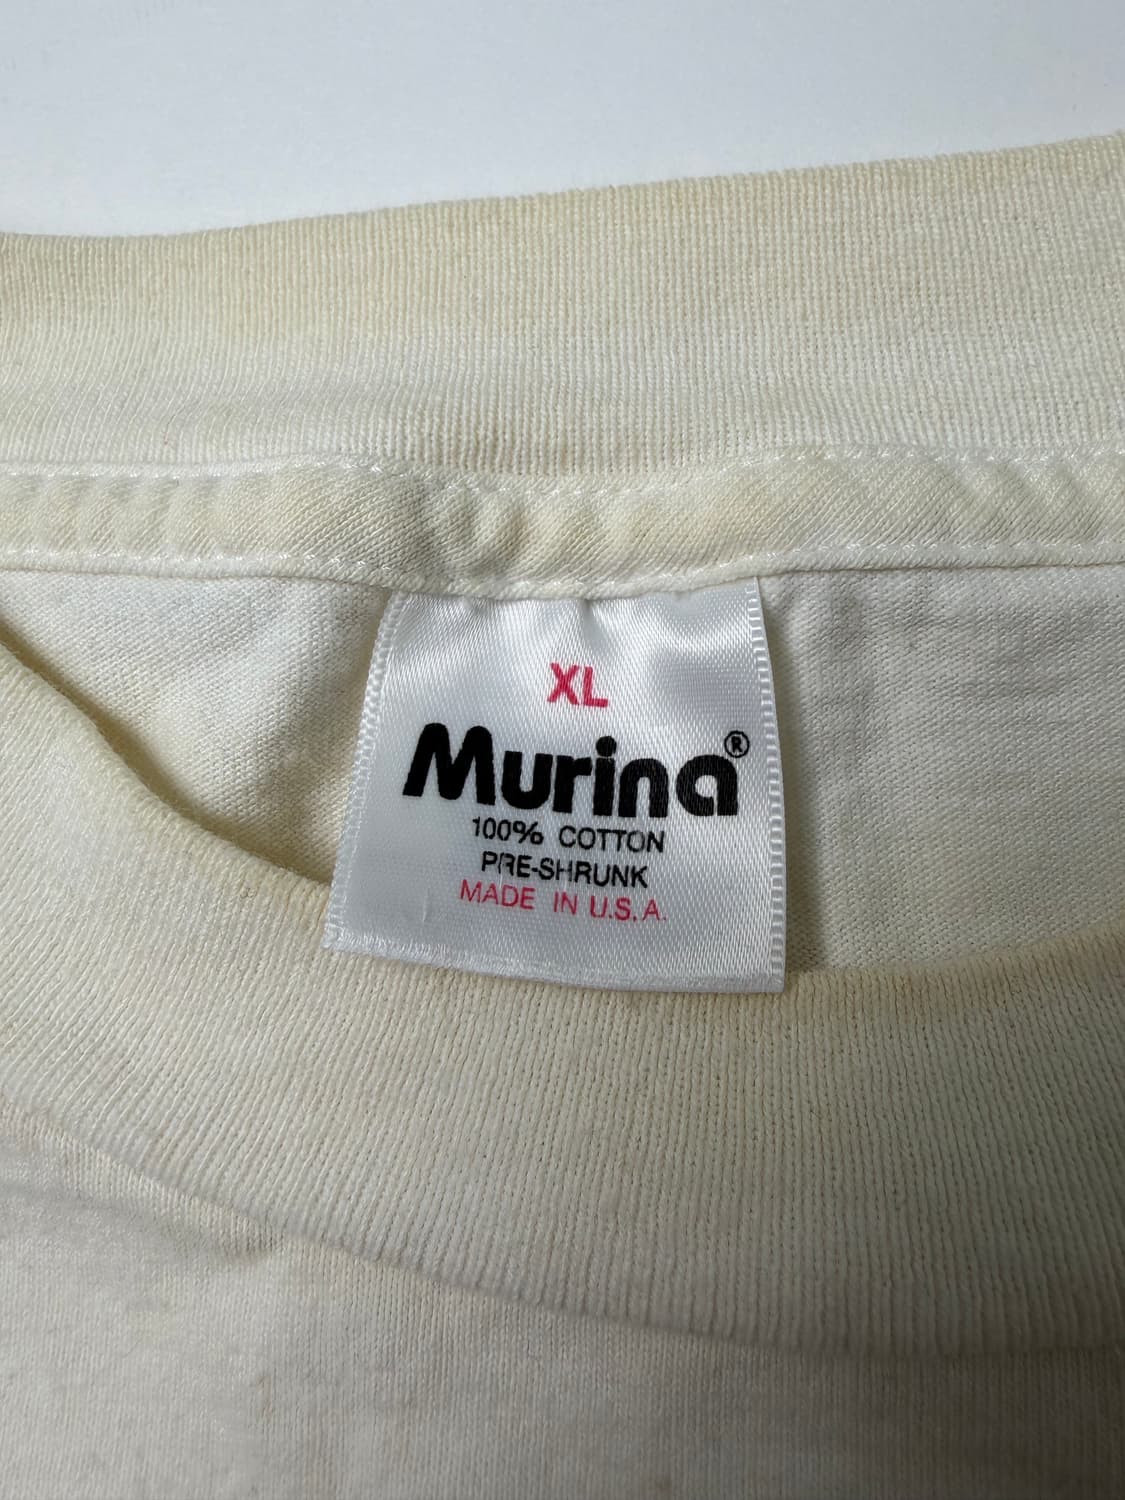 XL
Murina®
100% COTTON
PRE-SHRUNK
MADE IN U.S.A.